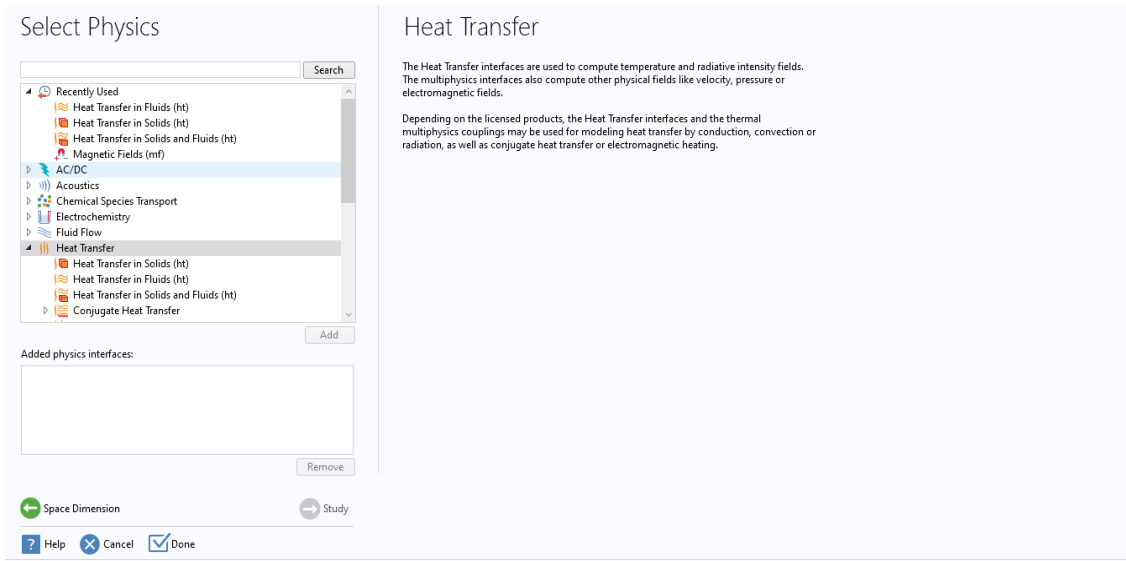 Select Physics
Search
Recently Used
Heat Transfer in Fluids (ht)
Heat Transfer in Solids (ht)
Heat Transfer in Solids and Fluids (ht)
Magnetic Fields (mf)
AC/DC
Acoustics
Chemical Species Transport
Electrochemistry
Fluid Flow
Heat Transfer
Heat Transfer in Solids (ht)
Heat Transfer in Fluids (ht)
Heat Transfer in Solids and Fluids (ht)
Conjugate Heat Transfer
Add
Added physics interfaces:
Remove
Space Dimension
Study
? Help
Cancel
Done
Heat Transfer
The Heat Transfer interfaces are used to compute temperature and radiative intensity fields.
The multiphysics interfaces also compute other physical fields like velocity, pressure or
electromagnetic fields.
Depending on the licensed products, the Heat Transfer interfaces and the thermal
multiphysics couplings may be used for modeling heat transfer by conduction, convection or
radiation, as well as conjugate heat transfer or electromagnetic heating.